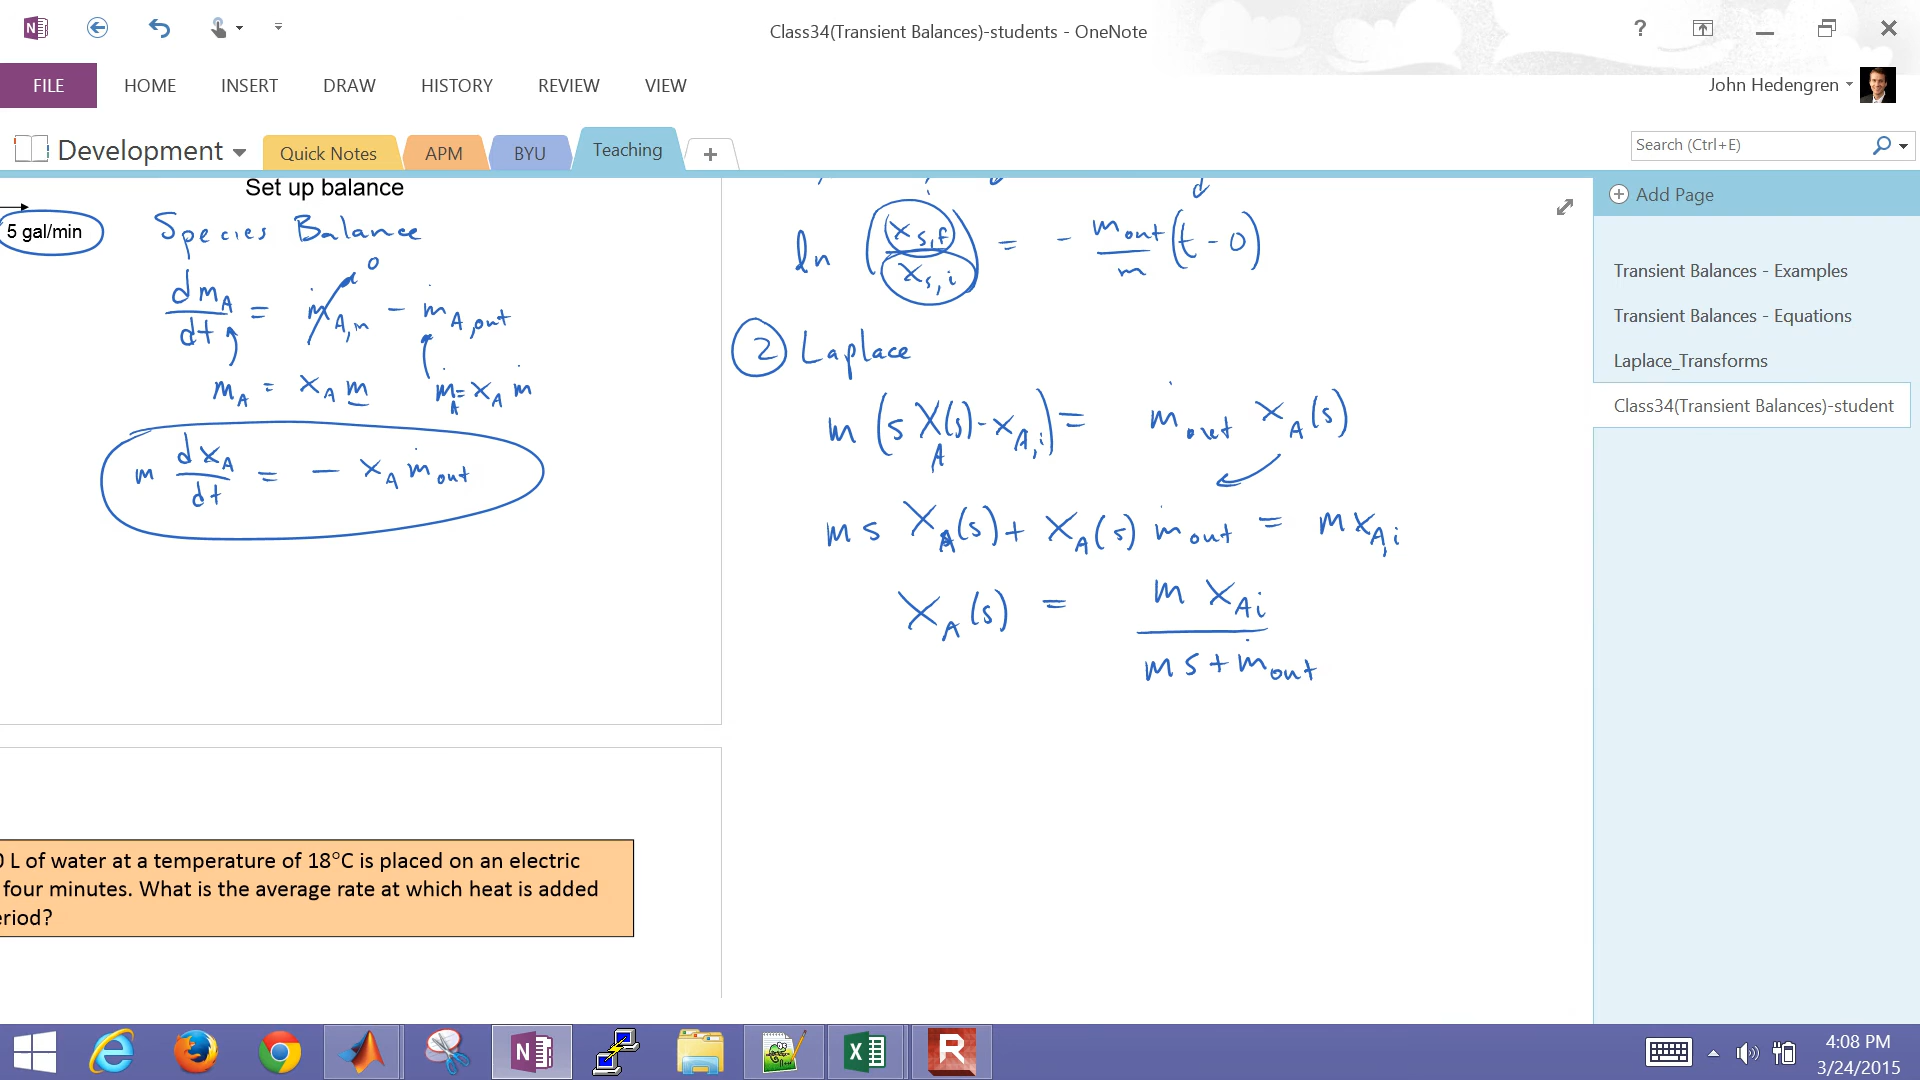 Class34(Transient Balances)-students - OneNote
?
FILE
HOME
INSERT
DRAW
HISTORY
REVIEW
VIEW
John Hedengren
Development
Quick Notes
APM
BYU
Teaching
+
Search (Ctrl+E)
Set up balance
5 gal/min
Species Balance
dm_A/dt = ṁ_A,in 0 - ṁ_A,out
m_A = x_A m
ṁ_A = x_A ṁ
m dx_A/dt = - x_A ṁ_out
ln (x_s,f / x_s,i) = - ṁ_out/m (t - 0)
2 Laplace
m (s X_A(s) - x_A,i) = ṁ_out X_A(s)
m s X_A(s) + X_A(s) ṁ_out = m x_A,i
X_A(s) = m x_Ai / (m s + ṁ_out)
L of water at a temperature of 18°C is placed on an electric
four minutes. What is the average rate at which heat is added
eriod?
Add Page
Transient Balances - Examples
Transient Balances - Equations
Laplace_Transforms
Class34(Transient Balances)-student
4:08 PM
3/24/2015